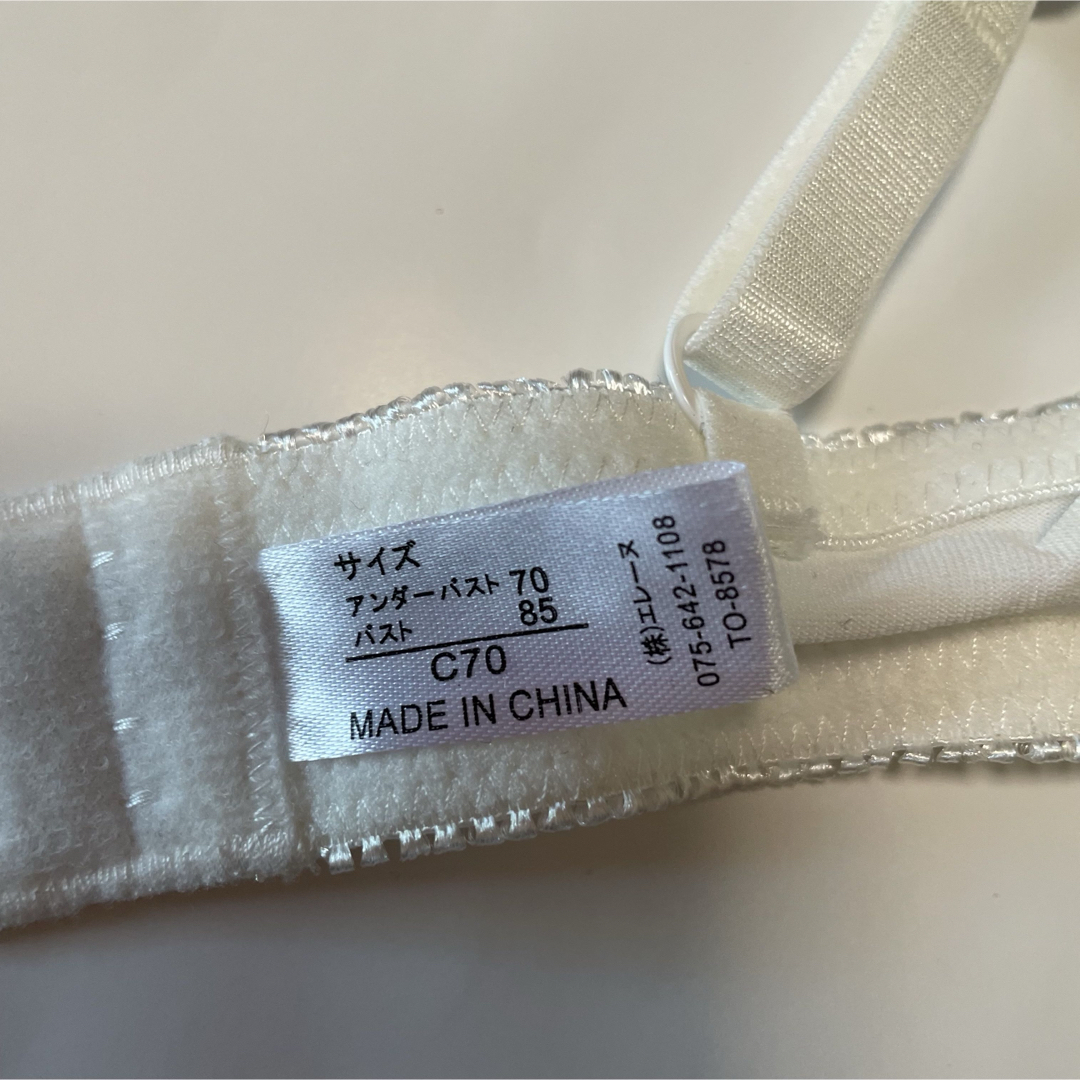 サイズ
アンダーバスト 70
バスト 85
C70
MADE IN CHINA
(株)エレーヌ
075-642-1108
TO-8578